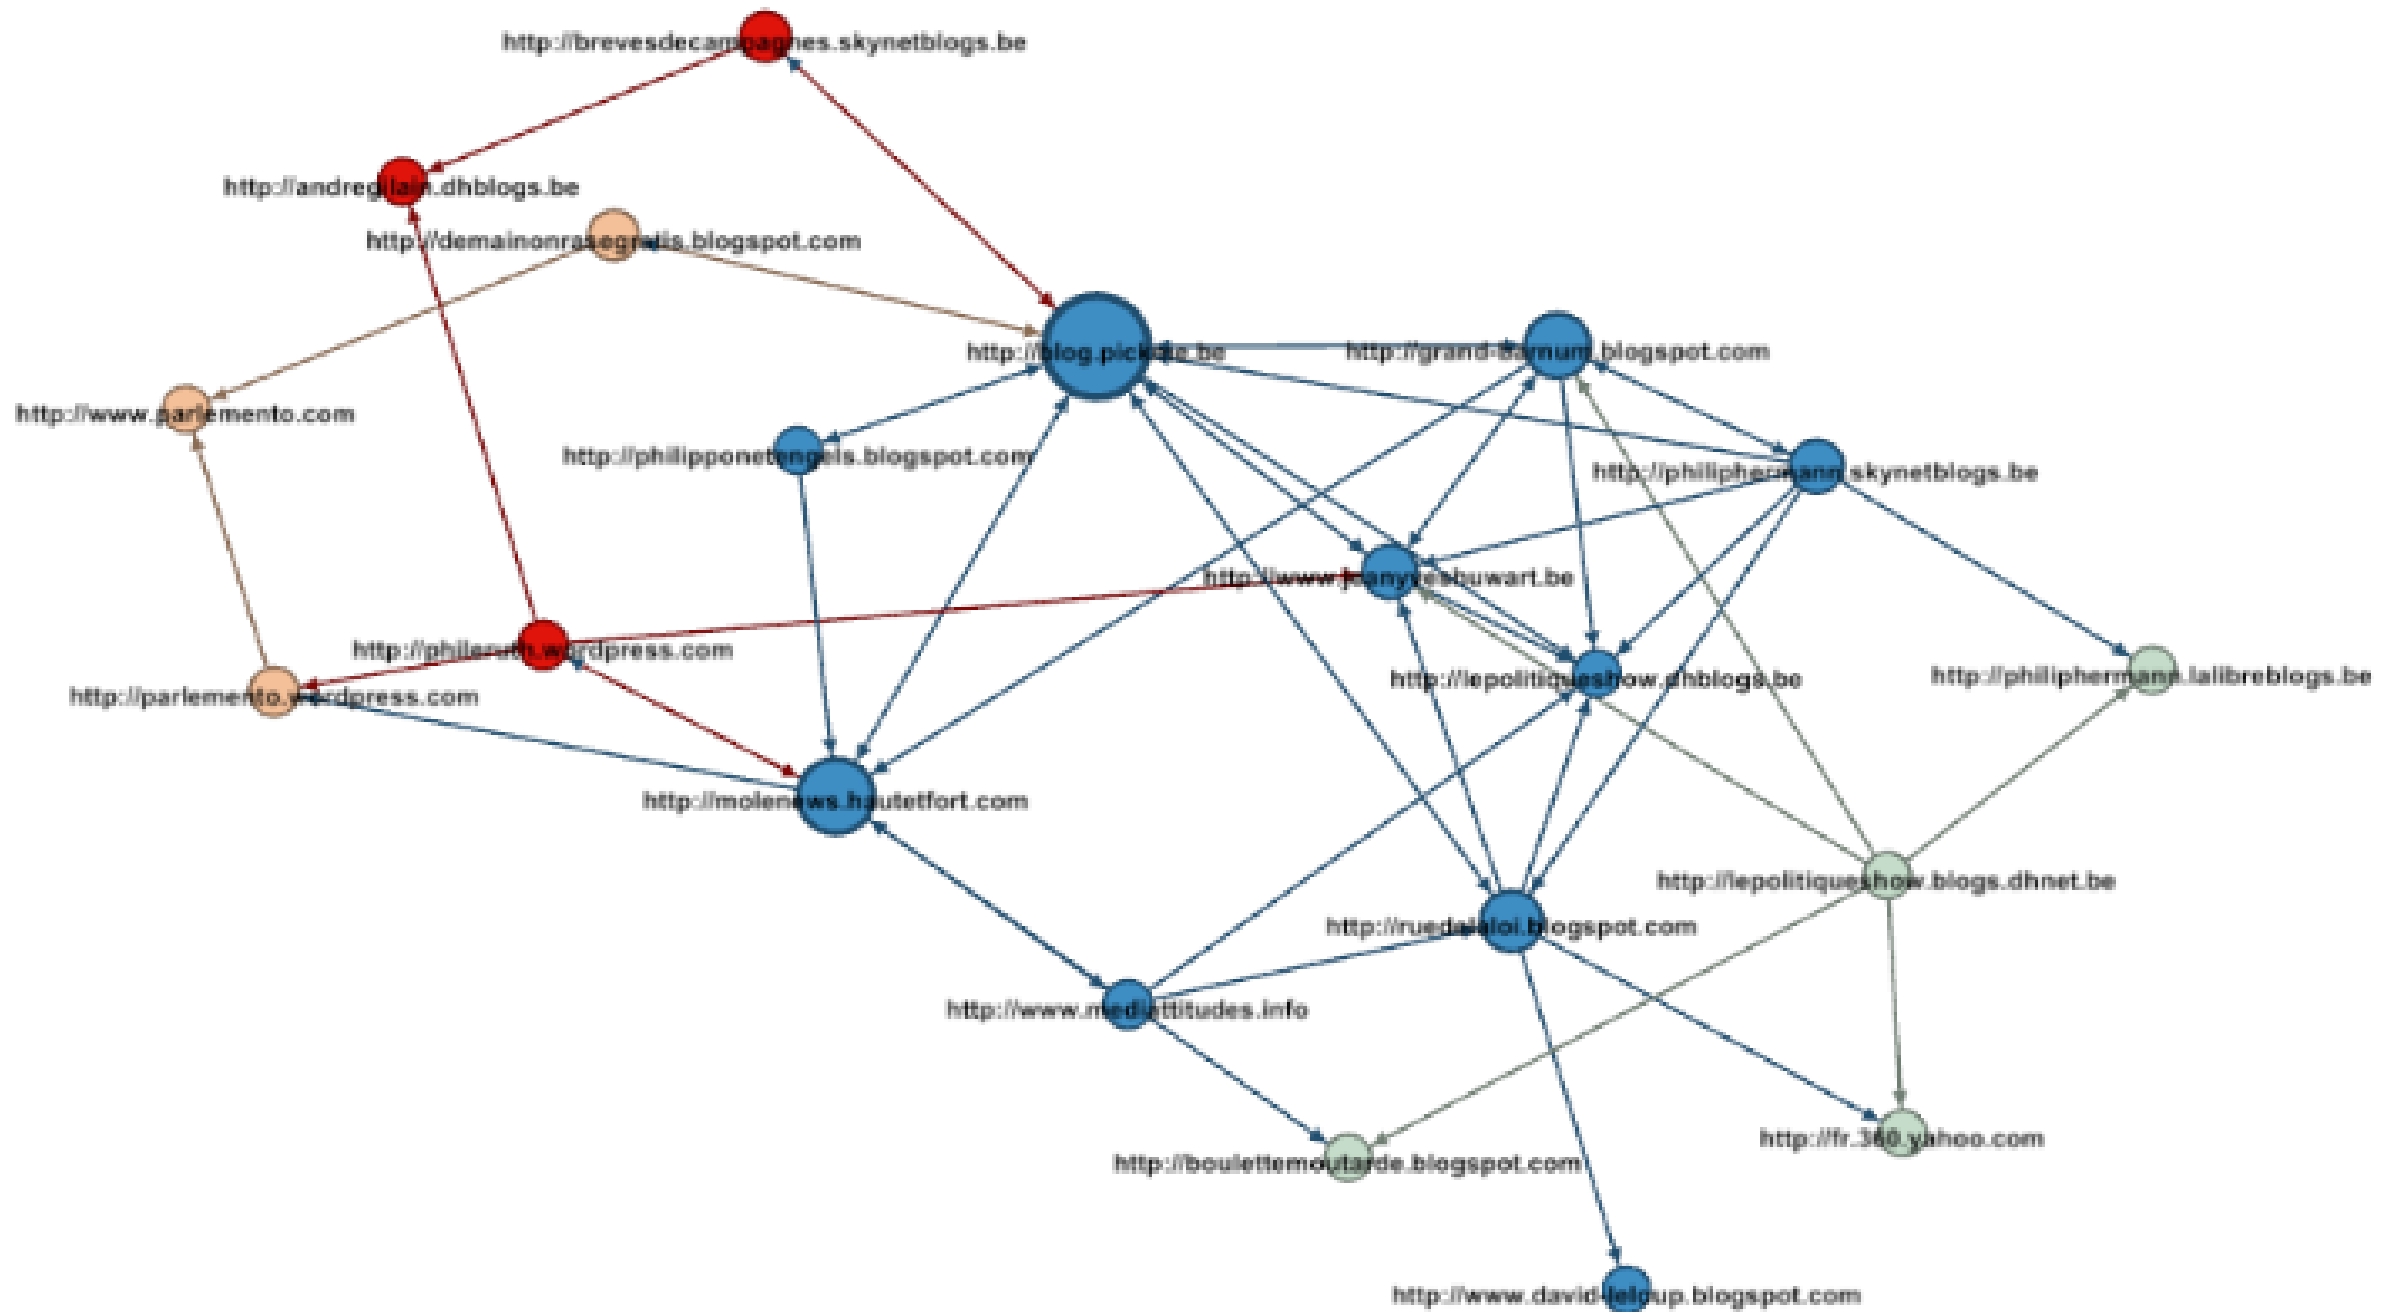 http://brevesdecampagnes.skynetblogs.be
http://andregilain.dhblogs.be
http://demainonrasegratis.blogspot.com
http://blog.pickme.be
http://grand-barnum.blogspot.com
http://www.parlemento.com
http://philipponetengels.blogspot.com
http://philiphermann.skynetblogs.be
http://www.jeanyveshuwart.be
http://phileruth.wordpress.com
http://lepolitiqueshow.dhblogs.be
http://philiphermann.lalibreblogs.be
http://parlemento.wordpress.com
http://molenews.hautetfort.com
http://lepolitiqueshow.blogs.dhnet.be
http://ruedelaloi.blogspot.com
http://www.mediattitudes.info
http://fr.360.yahoo.com
http://boulettemoutarde.blogspot.com
http://www.david-leloup.blogspot.com